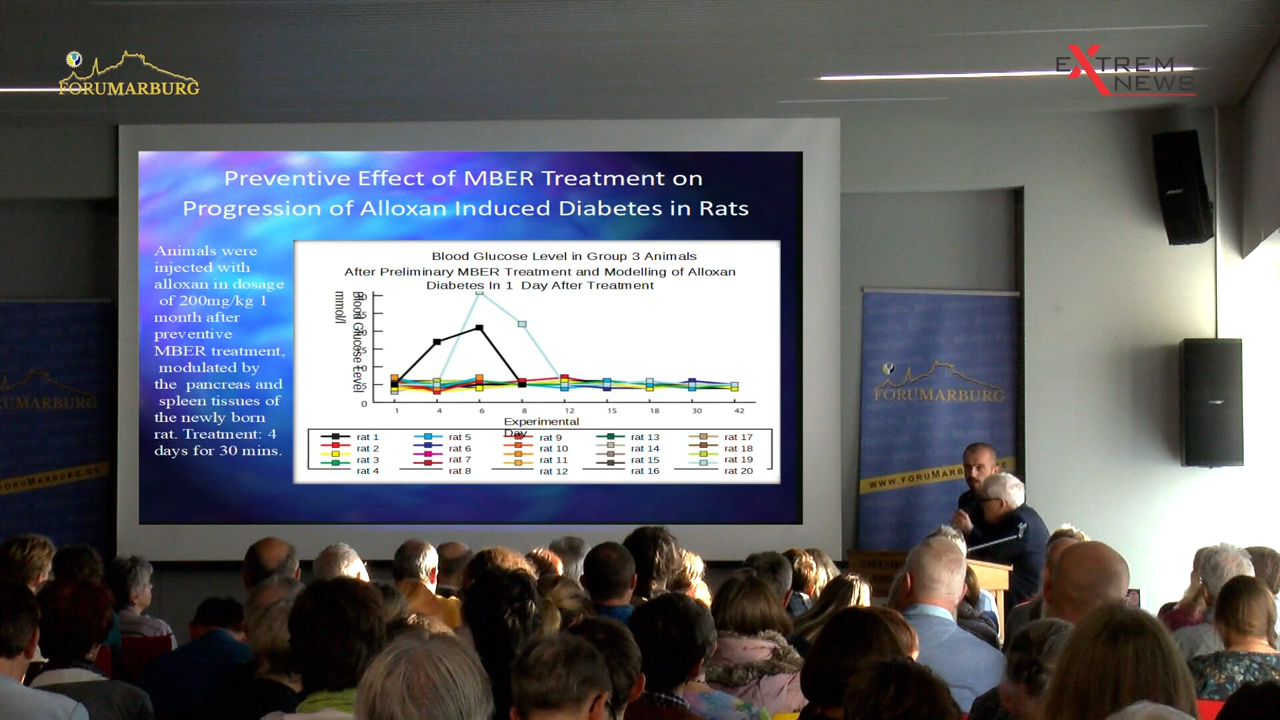 FORUMARBURG
EXTREM
NEWS
Preventive Effect of MBER Treatment on
Progression of Alloxan Induced Diabetes in Rats
Animals were
injected with
alloxan in dosage
of 200mg/kg 1
month after
preventive
MBER treatment,
modulated by
the pancreas and
spleen tissues of
the newly born
rat. Treatment: 4
days for 30 mins.
Blood Glucose Level in Group 3 Animals
After Preliminary MBER Treatment and Modelling of Alloxan
Diabetes In 1 Day After Treatment
Blood Glucose Level
mmol/l
5
0
1 4 6 8 12 15 18 30 42
Experimental
Day
rat 1 rat 5 rat 9 rat 13 rat 17
rat 2 rat 6 rat 10 rat 14 rat 18
rat 3 rat 7 rat 11 rat 15 rat 19
rat 4 rat 8 rat 12 rat 16 rat 20
FORUMARBURG
WWW.FORUMARBURG.DE
FORUMARBURG
WWW.FORUM